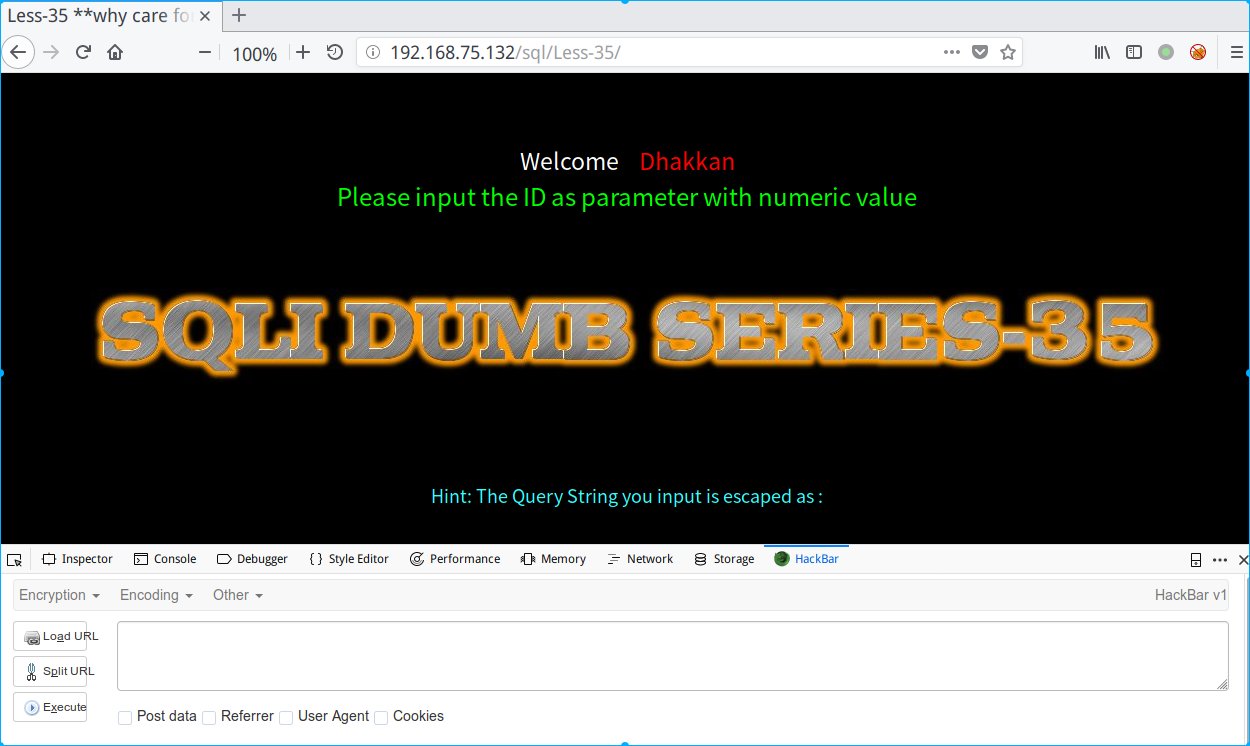 Less-35 **why care fo
100%
192.168.75.132/sql/Less-35/
Welcome Dhakkan
Please input the ID as parameter with numeric value
SQLI DUMB SERIES-35
Hint: The Query String you input is escaped as :
Inspector Console Debugger { } Style Editor Performance Memory Network Storage HackBar
Encryption Encoding Other HackBar v1
Load URL
Split URL
Execute
Post data Referrer User Agent Cookies